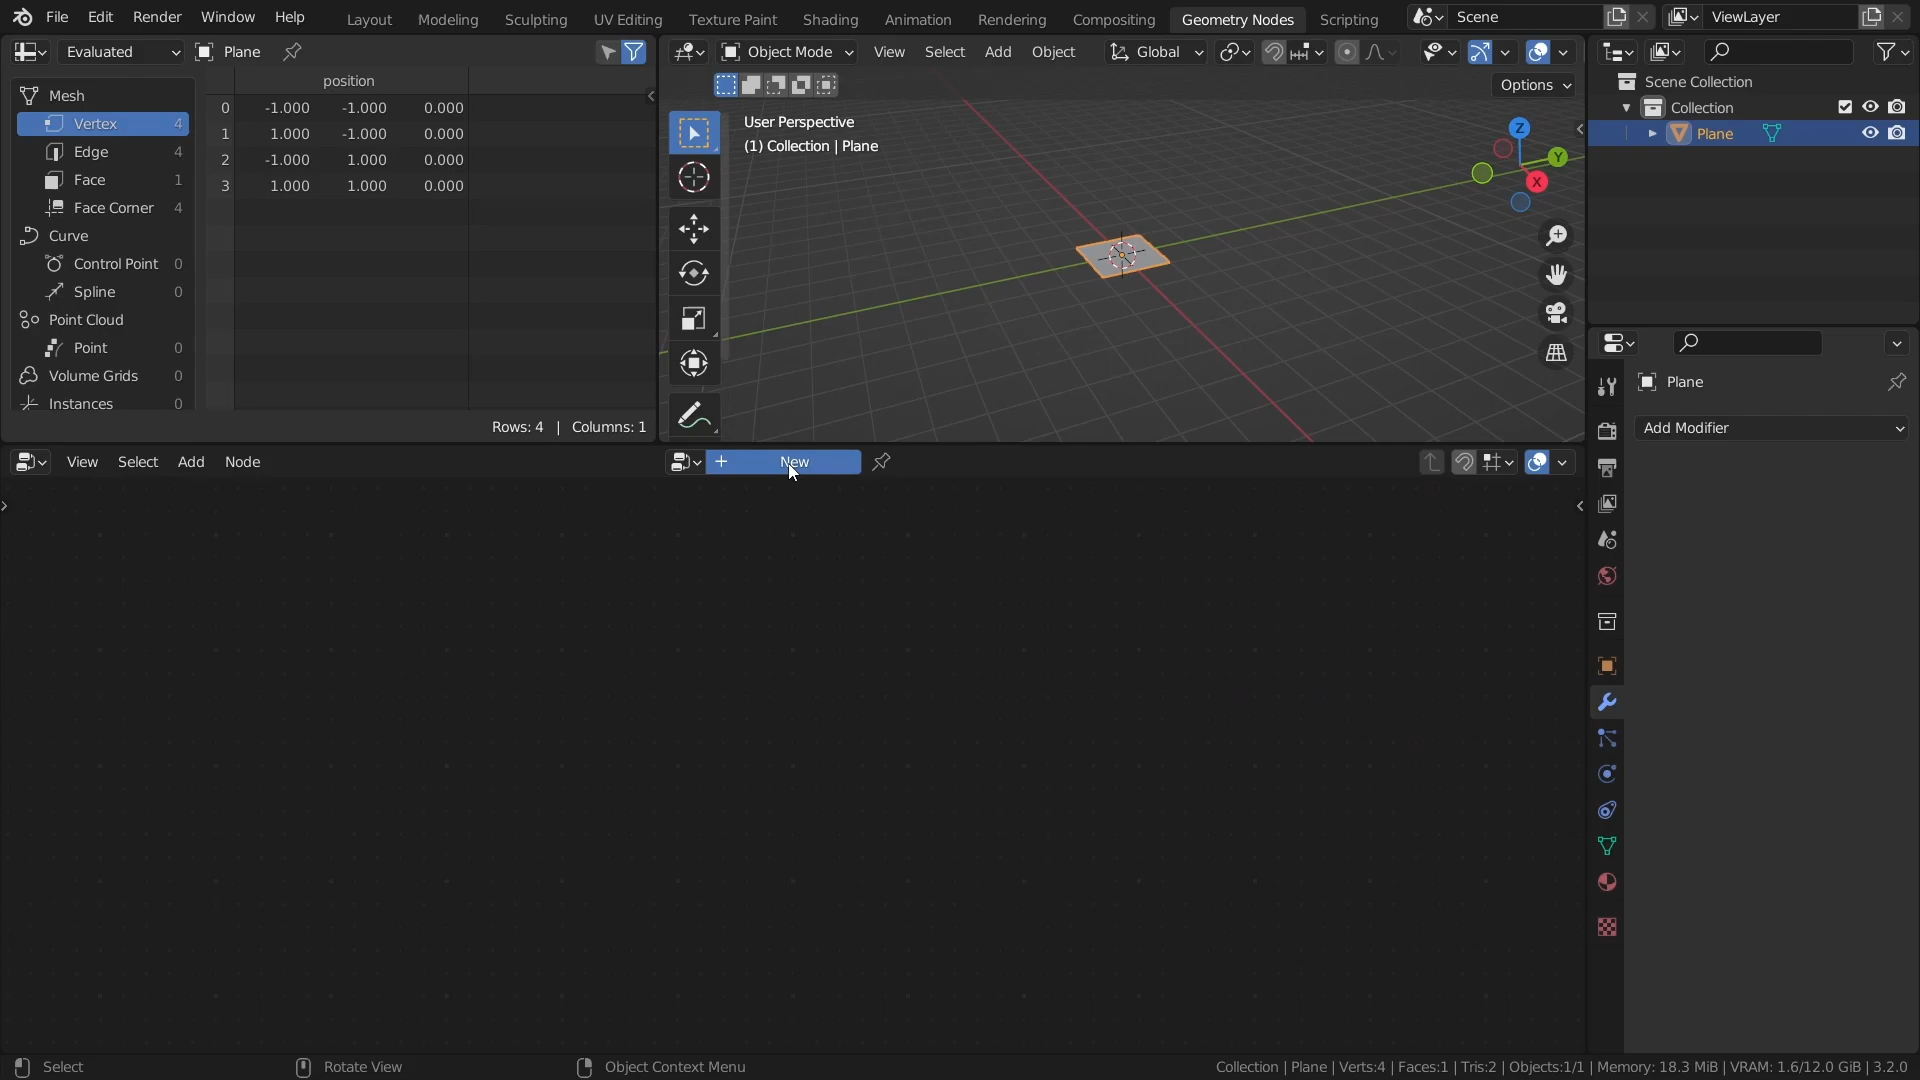 File Edit Render Window Help Layout Modeling Sculpting UV Editing Texture Paint Shading Animation Rendering Compositing Geometry Nodes Scripting Scene ViewLayer
Evaluated Plane
position
Mesh
Vertex 4
Edge 4
Face 1
Face Corner 4
Curve
Control Point 0
Spline 0
Point Cloud
Point 0
Volume Grids 0
Instances 0
0 -1.000 -1.000 0.000
1 1.000 -1.000 0.000
2 -1.000 1.000 0.000
3 1.000 1.000 0.000
Rows: 4 | Columns: 1
Object Mode View Select Add Object Global
Options
User Perspective
(1) Collection | Plane
Z
Y
X
Scene Collection
Collection
Plane
Plane
Add Modifier
View Select Add Node New
Select Rotate View Object Context Menu Collection | Plane | Verts:4 | Faces:1 | Tris:2 | Objects:1/1 | Memory: 18.3 MiB | VRAM: 1.6/12.0 GiB | 3.2.0